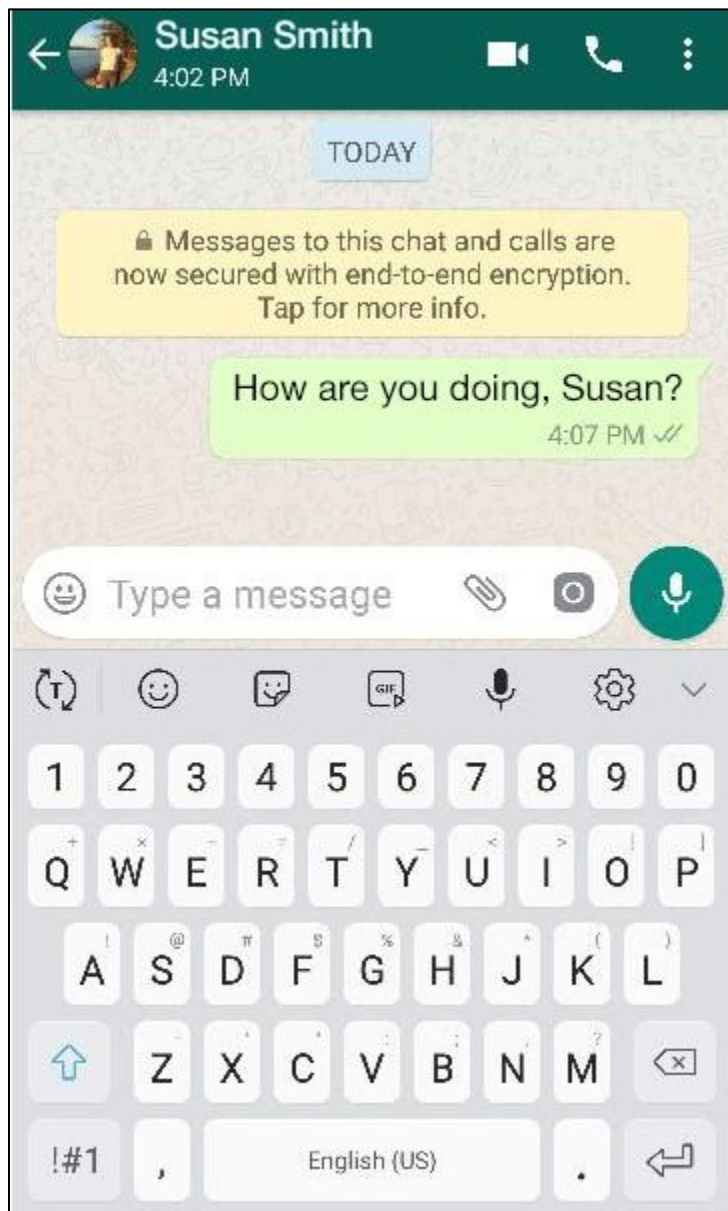 Susan Smith
4:02 PM
TODAY
Messages to this chat and calls are
now secured with end-to-end encryption.
Tap for more info.
How are you doing, Susan?
4:07 PM
Type a message
T
GIF
1 2 3 4 5 6 7 8 9 0
Q W E R T Y U I O P
A S D F G H J K L
Z X C V B N M
!#1 , English (US) .